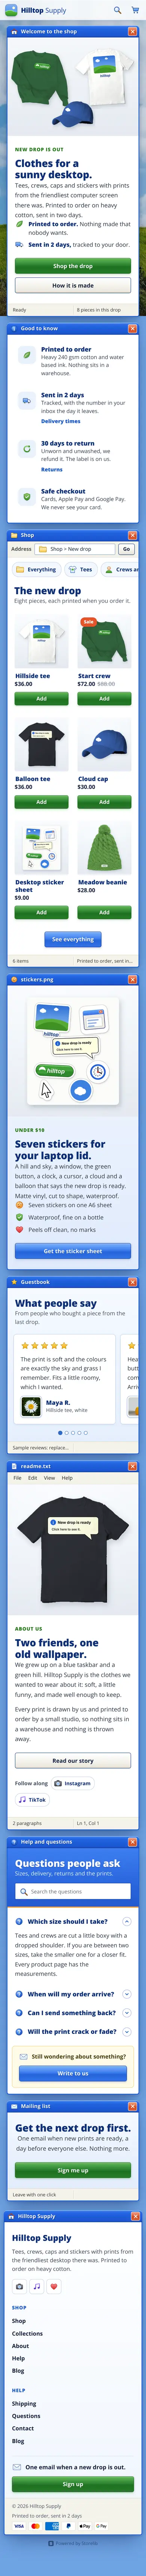 Hilltop Supply
Welcome to the shop
NEW DROP IS OUT
Clothes for a
sunny desktop.
Tees, crews, caps and stickers with prints
from the friendliest computer screen
there was. Printed to order on heavy
cotton, sent in two days.
Printed to order. Nothing made that
nobody wants.
Sent in 2 days, tracked to your door.
Shop the drop
How it is made
Ready
8 pieces in this drop
Good to know
Printed to order
Heavy 240 gsm cotton and water
based ink. Nothing sits in a
warehouse.
Sent in 2 days
Tracked, with the number in your
inbox the day it leaves.
Delivery times
30 days to return
Unworn and unwashed, we
refund it. The label is on us.
Returns
Safe checkout
Cards, Apple Pay and Google Pay.
We never see your card.
Shop
Address
Shop > New drop
Go
Everything
Tees
Crews an
The new drop
Eight pieces, each printed when you order it.
Sale
Hillside tee
$36.00
Add
Start crew
$72.00 $88.00
Add
Balloon tee
$36.00
Add
Cloud cap
$30.00
Add
Desktop sticker
sheet
$9.00
Add
Meadow beanie
$28.00
Add
See everything
6 items
Printed to order, sent in...
stickers.png
New drop is ready
Click here to see it.
hilltop
UNDER $10
Seven stickers for
your laptop lid.
A hill and sky, a window, the green
button, a clock, a cursor, a cloud and a
balloon that says the new drop is ready.
Matte vinyl, cut to shape, waterproof.
Seven stickers on one A6 sheet
Waterproof, fine on a bottle
Peels off clean, no marks
Get the sticker sheet
Guestbook
What people say
From people who bought a piece from the
last drop.
The print is soft and the colours
are exactly the sky and grass I
remember. Fits a little roomy,
which I wanted.
Maya R.
Hillside tee, white
Sample reviews: replace...
readme.txt
File Edit View Help
New drop is ready
Click here to see it.
ABOUT US
Two friends, one
old wallpaper.
We grew up on a blue taskbar and a
green hill. Hilltop Supply is the clothes we
wanted to wear about it: soft, a little
funny, and made well enough to keep.
Every print is drawn by us and printed to
order by a small studio, so nothing sits in
a warehouse and nothing is thrown
away.
Read our story
Follow along
Instagram
TikTok
2 paragraphs
Ln 1, Col 1
Help and questions
Questions people ask
Sizes, delivery, returns and the prints.
Search the questions
Which size should I take?
Tees and crews are cut a little boxy with a
dropped shoulder. If you are between two
sizes, take the smaller one for a closer fit.
Every product page has the
measurements.
When will my order arrive?
Can I send something back?
Will the print crack or fade?
Still wondering about something?
Write to us
Mailing list
Get the next drop first.
One email when new prints are ready, a
day before everyone else. Nothing more.
Sign me up
Leave with one click
Hilltop Supply
Hilltop Supply
Tees, crews, caps and stickers with prints from
the friendliest desktop there was. Printed to
order on heavy cotton.
SHOP
Shop
Collections
About
Help
Blog
HELP
Shipping
Questions
Contact
Blog
One email when a new drop is out.
Sign up
© 2026 Hilltop Supply
Printed to order, sent in 2 days
VISA
Pay
G Pay